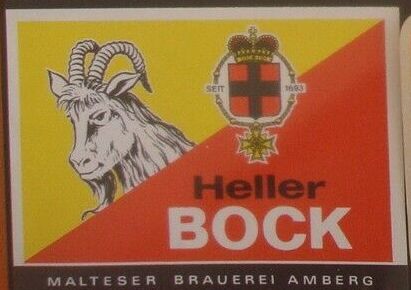 SEIT 1693
Heller
BOCK
MALTESER BRAUEREI AMBERG